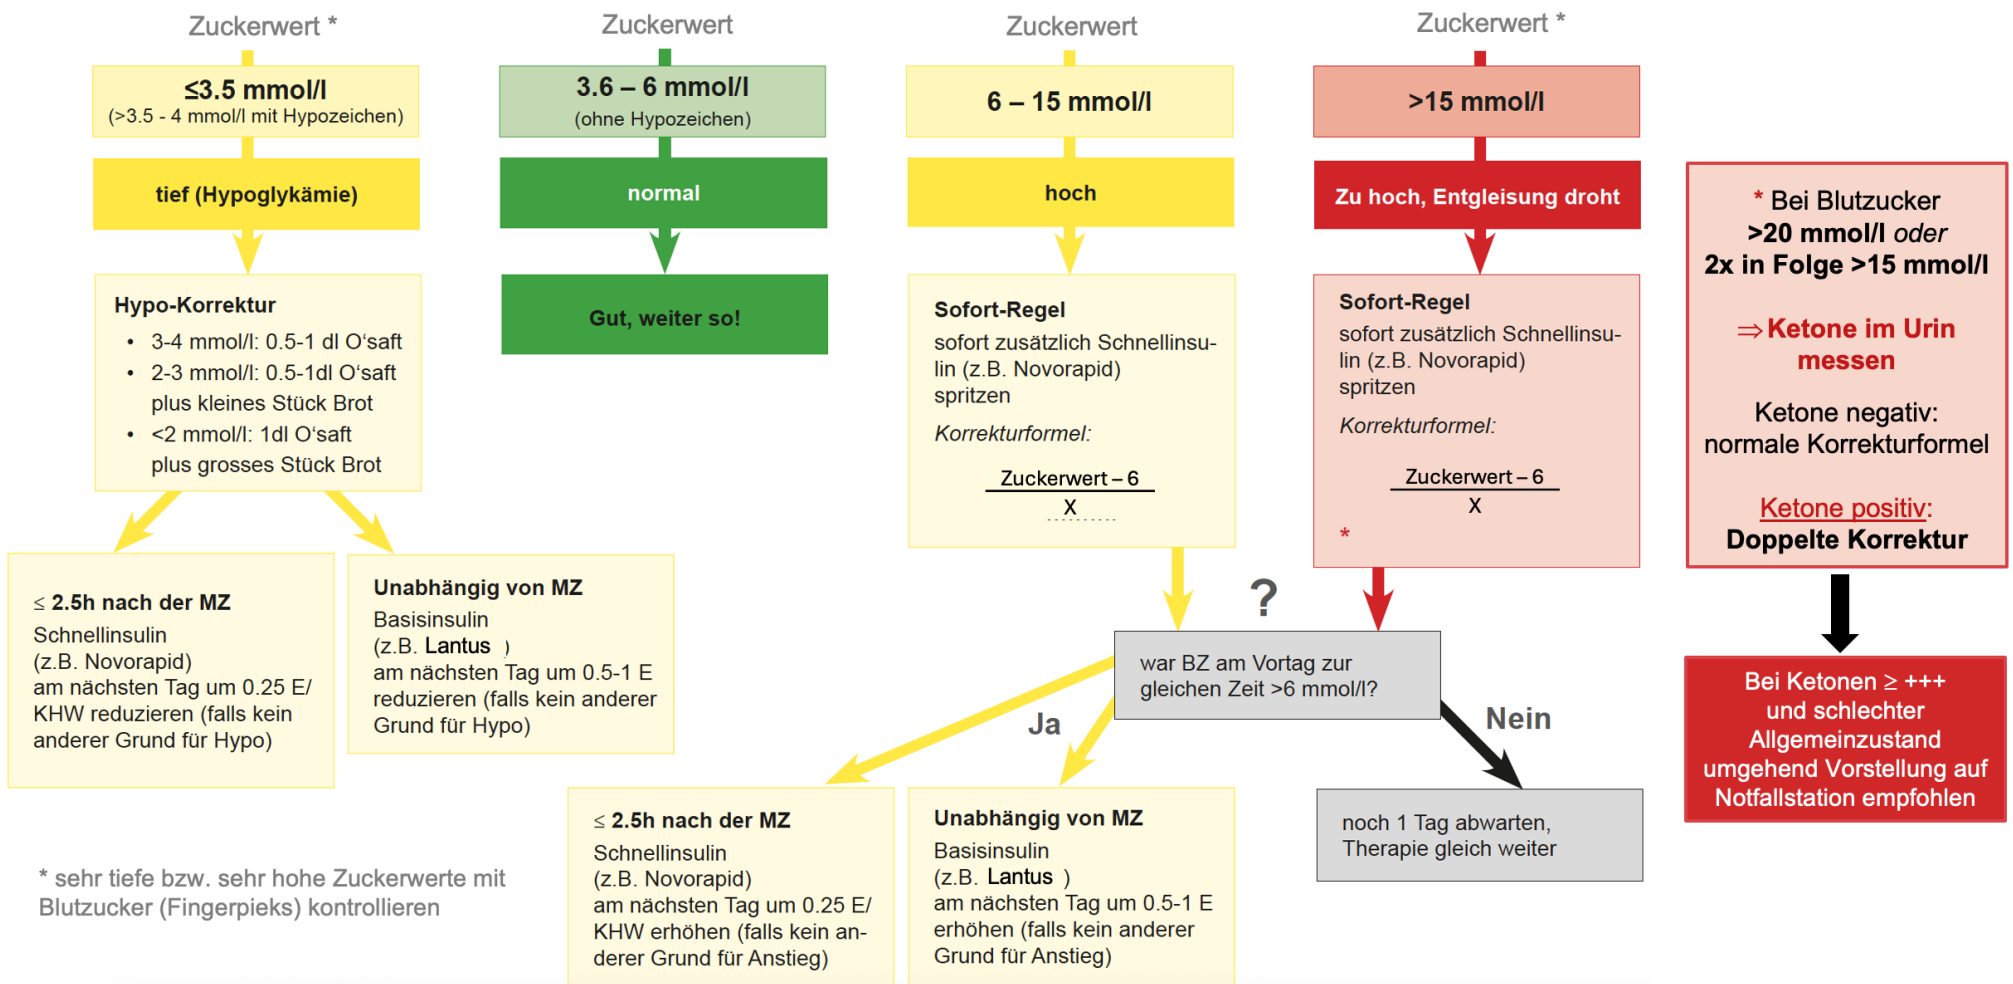 Zuckerwert *
≤3.5 mmol/l
(>3.5 - 4 mmol/l mit Hypozeichen)
tief (Hypoglykämie)
Hypo-Korrektur
• 3-4 mmol/l: 0.5-1 dl O‘saft
• 2-3 mmol/l: 0.5-1dl O‘saft
plus kleines Stück Brot
• <2 mmol/l: 1dl O‘saft
plus grosses Stück Brot
≤ 2.5h nach der MZ
Schnellinsulin
(z.B. Novorapid)
am nächsten Tag um 0.25 E/
KHW reduzieren (falls kein
anderer Grund für Hypo)
Unabhängig von MZ
Basisinsulin
(z.B. Lantus )
am nächsten Tag um 0.5-1 E
reduzieren (falls kein anderer
Grund für Hypo)
Zuckerwert
3.6 – 6 mmol/l
(ohne Hypozeichen)
normal
Gut, weiter so!
Zuckerwert
6 – 15 mmol/l
hoch
Sofort-Regel
sofort zusätzlich Schnellinsu-
lin (z.B. Novorapid)
spritzen
Korrekturformel:
Zuckerwert – 6
X
Zuckerwert *
>15 mmol/l
Zu hoch, Entgleisung droht
Sofort-Regel
sofort zusätzlich Schnellinsu-
lin (z.B. Novorapid)
spritzen
Korrekturformel:
Zuckerwert – 6
X
*
?
war BZ am Vortag zur
gleichen Zeit >6 mmol/l?
Ja
Nein
≤ 2.5h nach der MZ
Schnellinsulin
(z.B. Novorapid)
am nächsten Tag um 0.25 E/
KHW erhöhen (falls kein an-
derer Grund für Anstieg)
Unabhängig von MZ
Basisinsulin
(z.B. Lantus )
am nächsten Tag um 0.5-1 E
erhöhen (falls kein anderer
Grund für Anstieg)
noch 1 Tag abwarten,
Therapie gleich weiter
* Bei Blutzucker
>20 mmol/l oder
2x in Folge >15 mmol/l
⇒ Ketone im Urin
messen
Ketone negativ:
normale Korrekturformel
Ketone positiv:
Doppelte Korrektur
Bei Ketonen ≥ +++
und schlechter
Allgemeinzustand
umgehend Vorstellung auf
Notfallstation empfohlen
* sehr tiefe bzw. sehr hohe Zuckerwerte mit
Blutzucker (Fingerpieks) kontrollieren